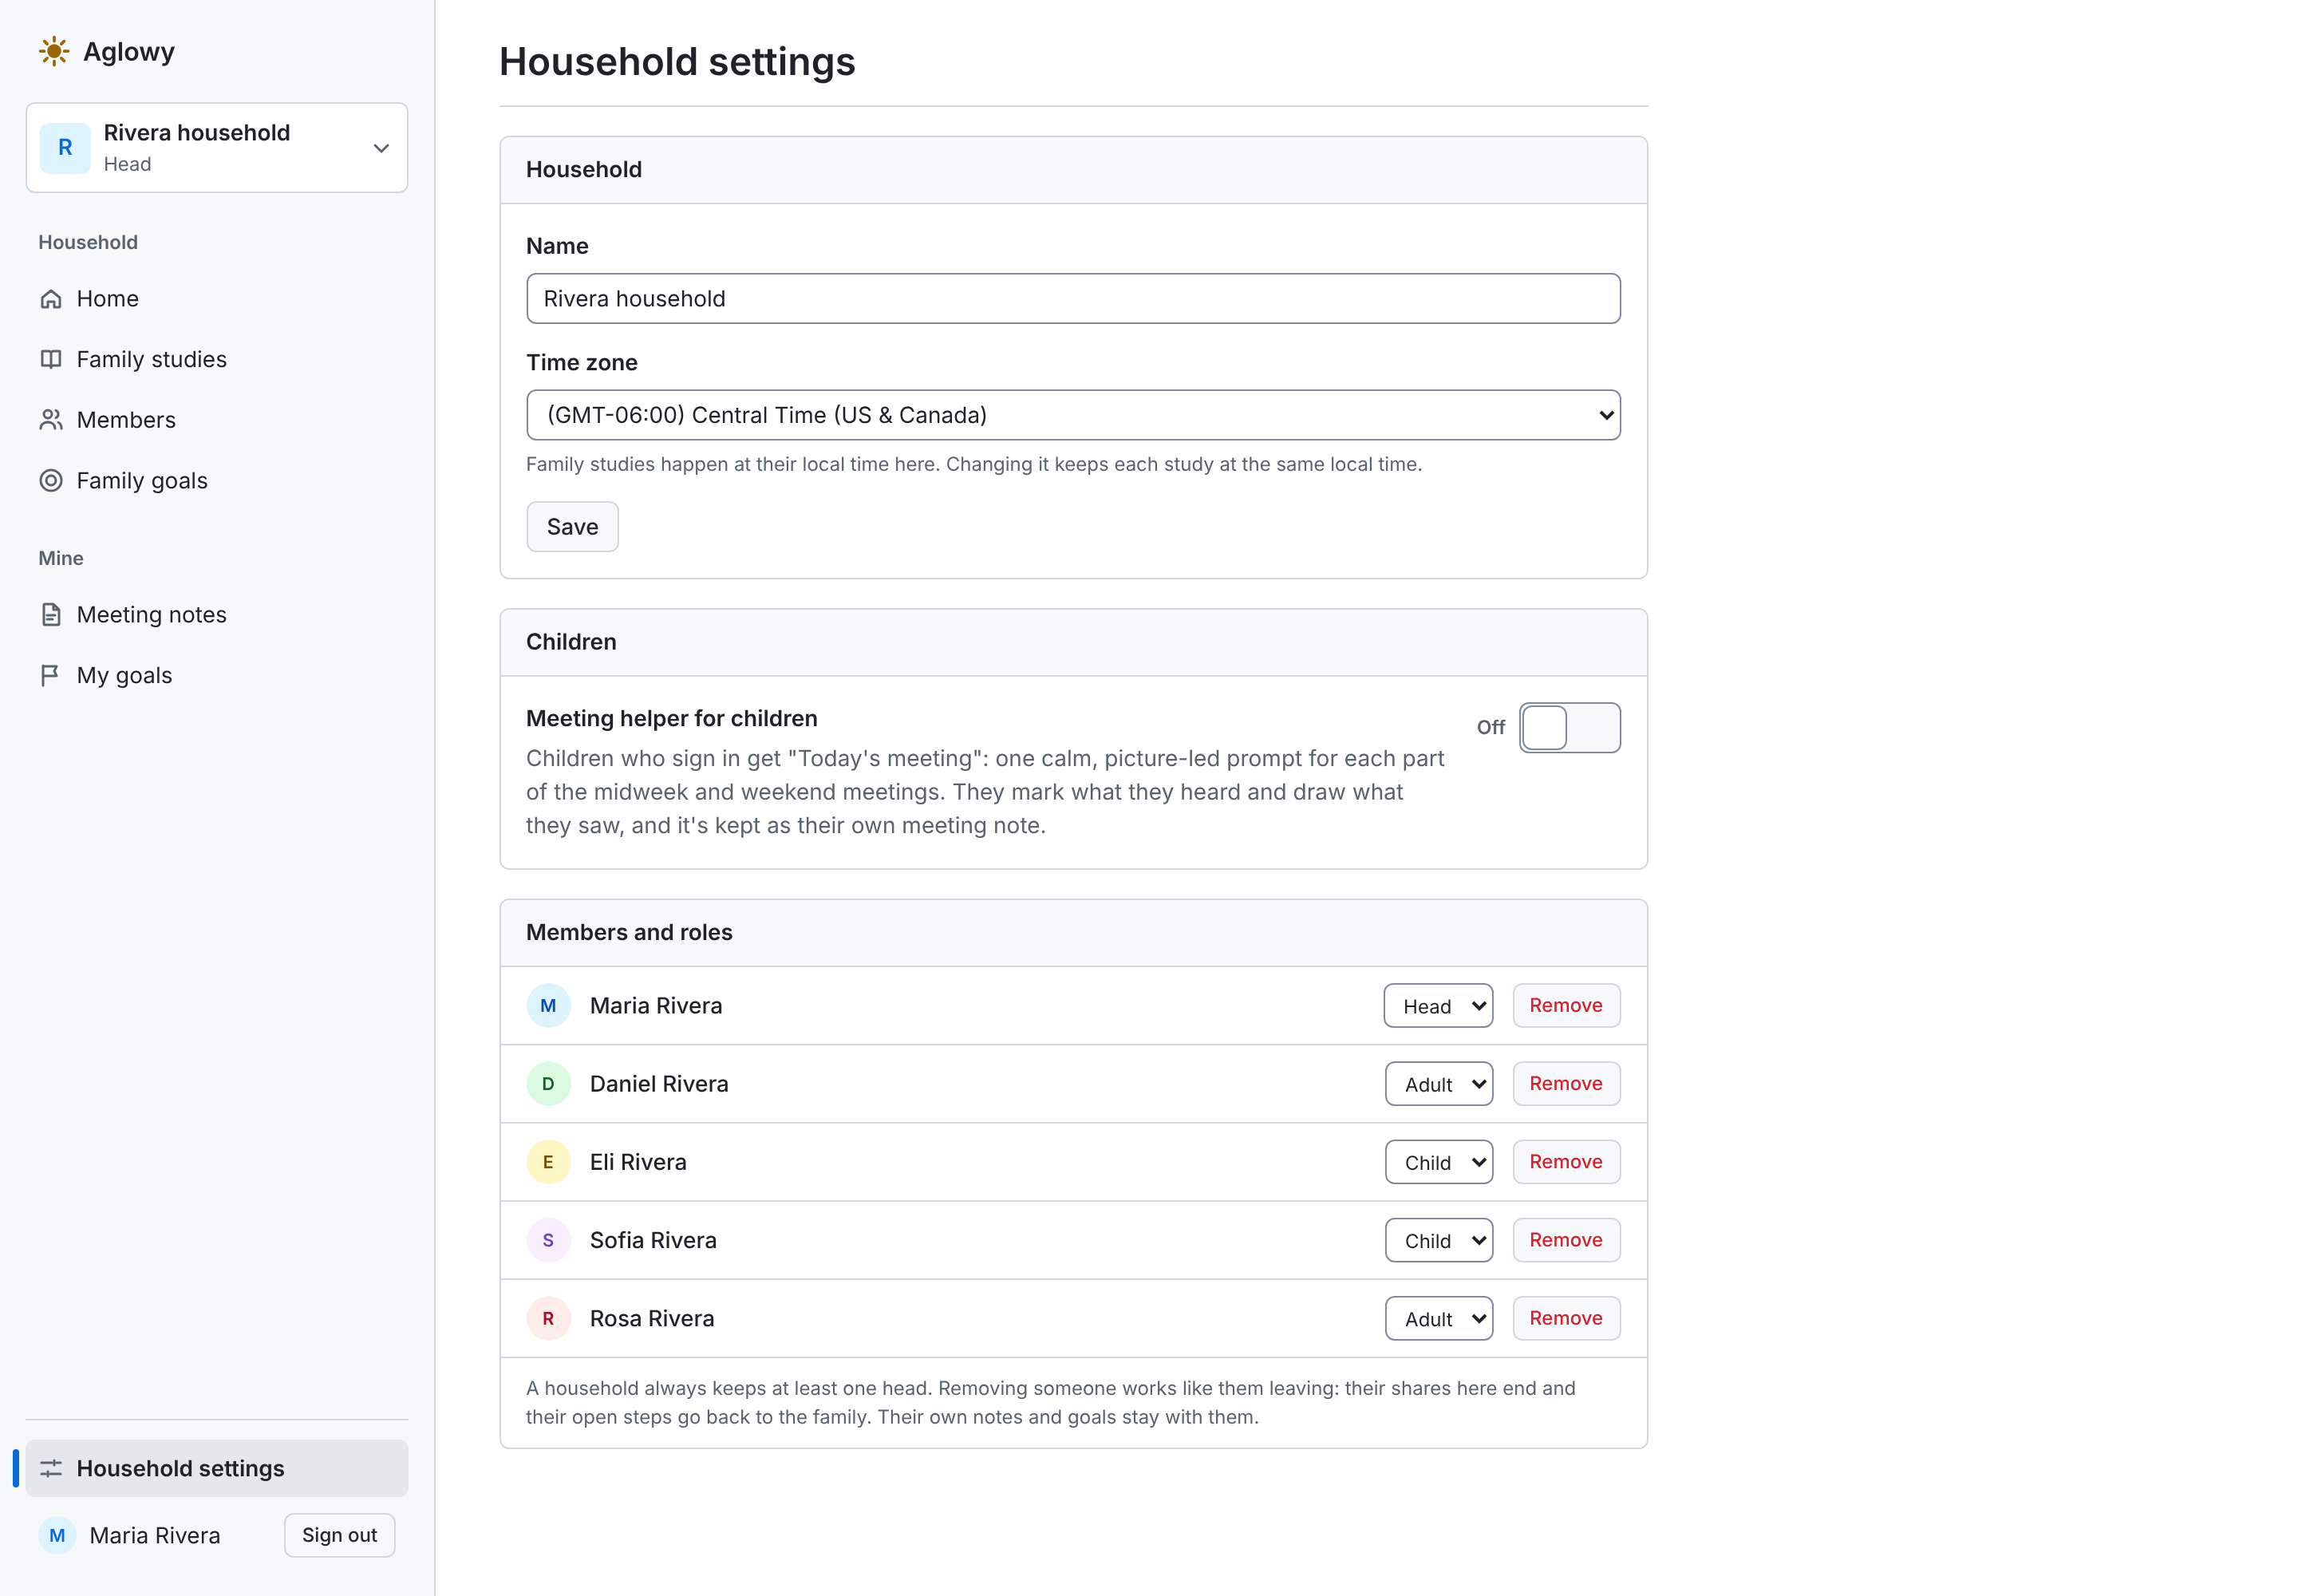 Aglowy
R
Rivera household
Head
Household
Home
Family studies
Members
Family goals
Mine
Meeting notes
My goals
Household settings
M
Maria Rivera
Sign out
Household settings
Household
Name
Rivera household
Time zone
(GMT-06:00) Central Time (US & Canada)
Family studies happen at their local time here. Changing it keeps each study at the same local time.
Save
Children
Meeting helper for children
Off
Children who sign in get "Today's meeting": one calm, picture-led prompt for each part
of the midweek and weekend meetings. They mark what they heard and draw what
they saw, and it's kept as their own meeting note.
Members and roles
M Maria Rivera Head Remove
D Daniel Rivera Adult Remove
E Eli Rivera Child Remove
S Sofia Rivera Child Remove
R Rosa Rivera Adult Remove
A household always keeps at least one head. Removing someone works like them leaving: their shares here end and
their open steps go back to the family. Their own notes and goals stay with them.